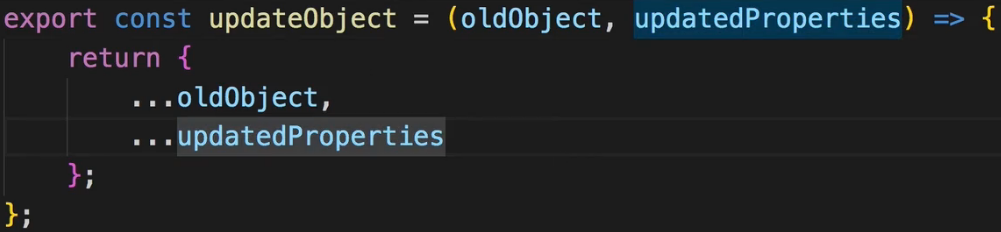 export const updateObject = (oldObject, updatedProperties) => {
    return {
        ...oldObject,
        ...updatedProperties
    };
};